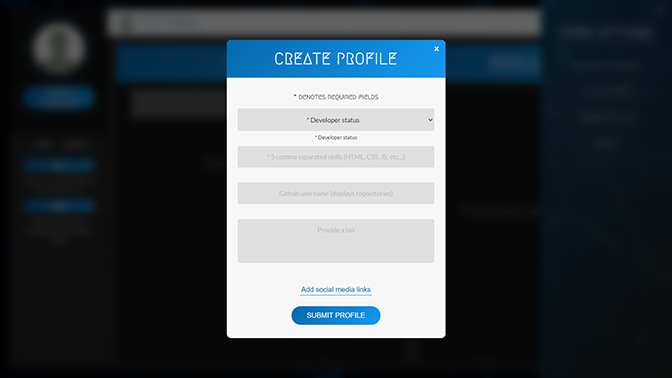 CREATE PROFILE
x
* DENOTES REQUIRED FIELDS
* Developer status
* Developer status
* 5 comma separated skills (HTML, CSS, JS, etc...)
Github username (displays repositories)
Provide a bio
Add social media links
SUBMIT PROFILE